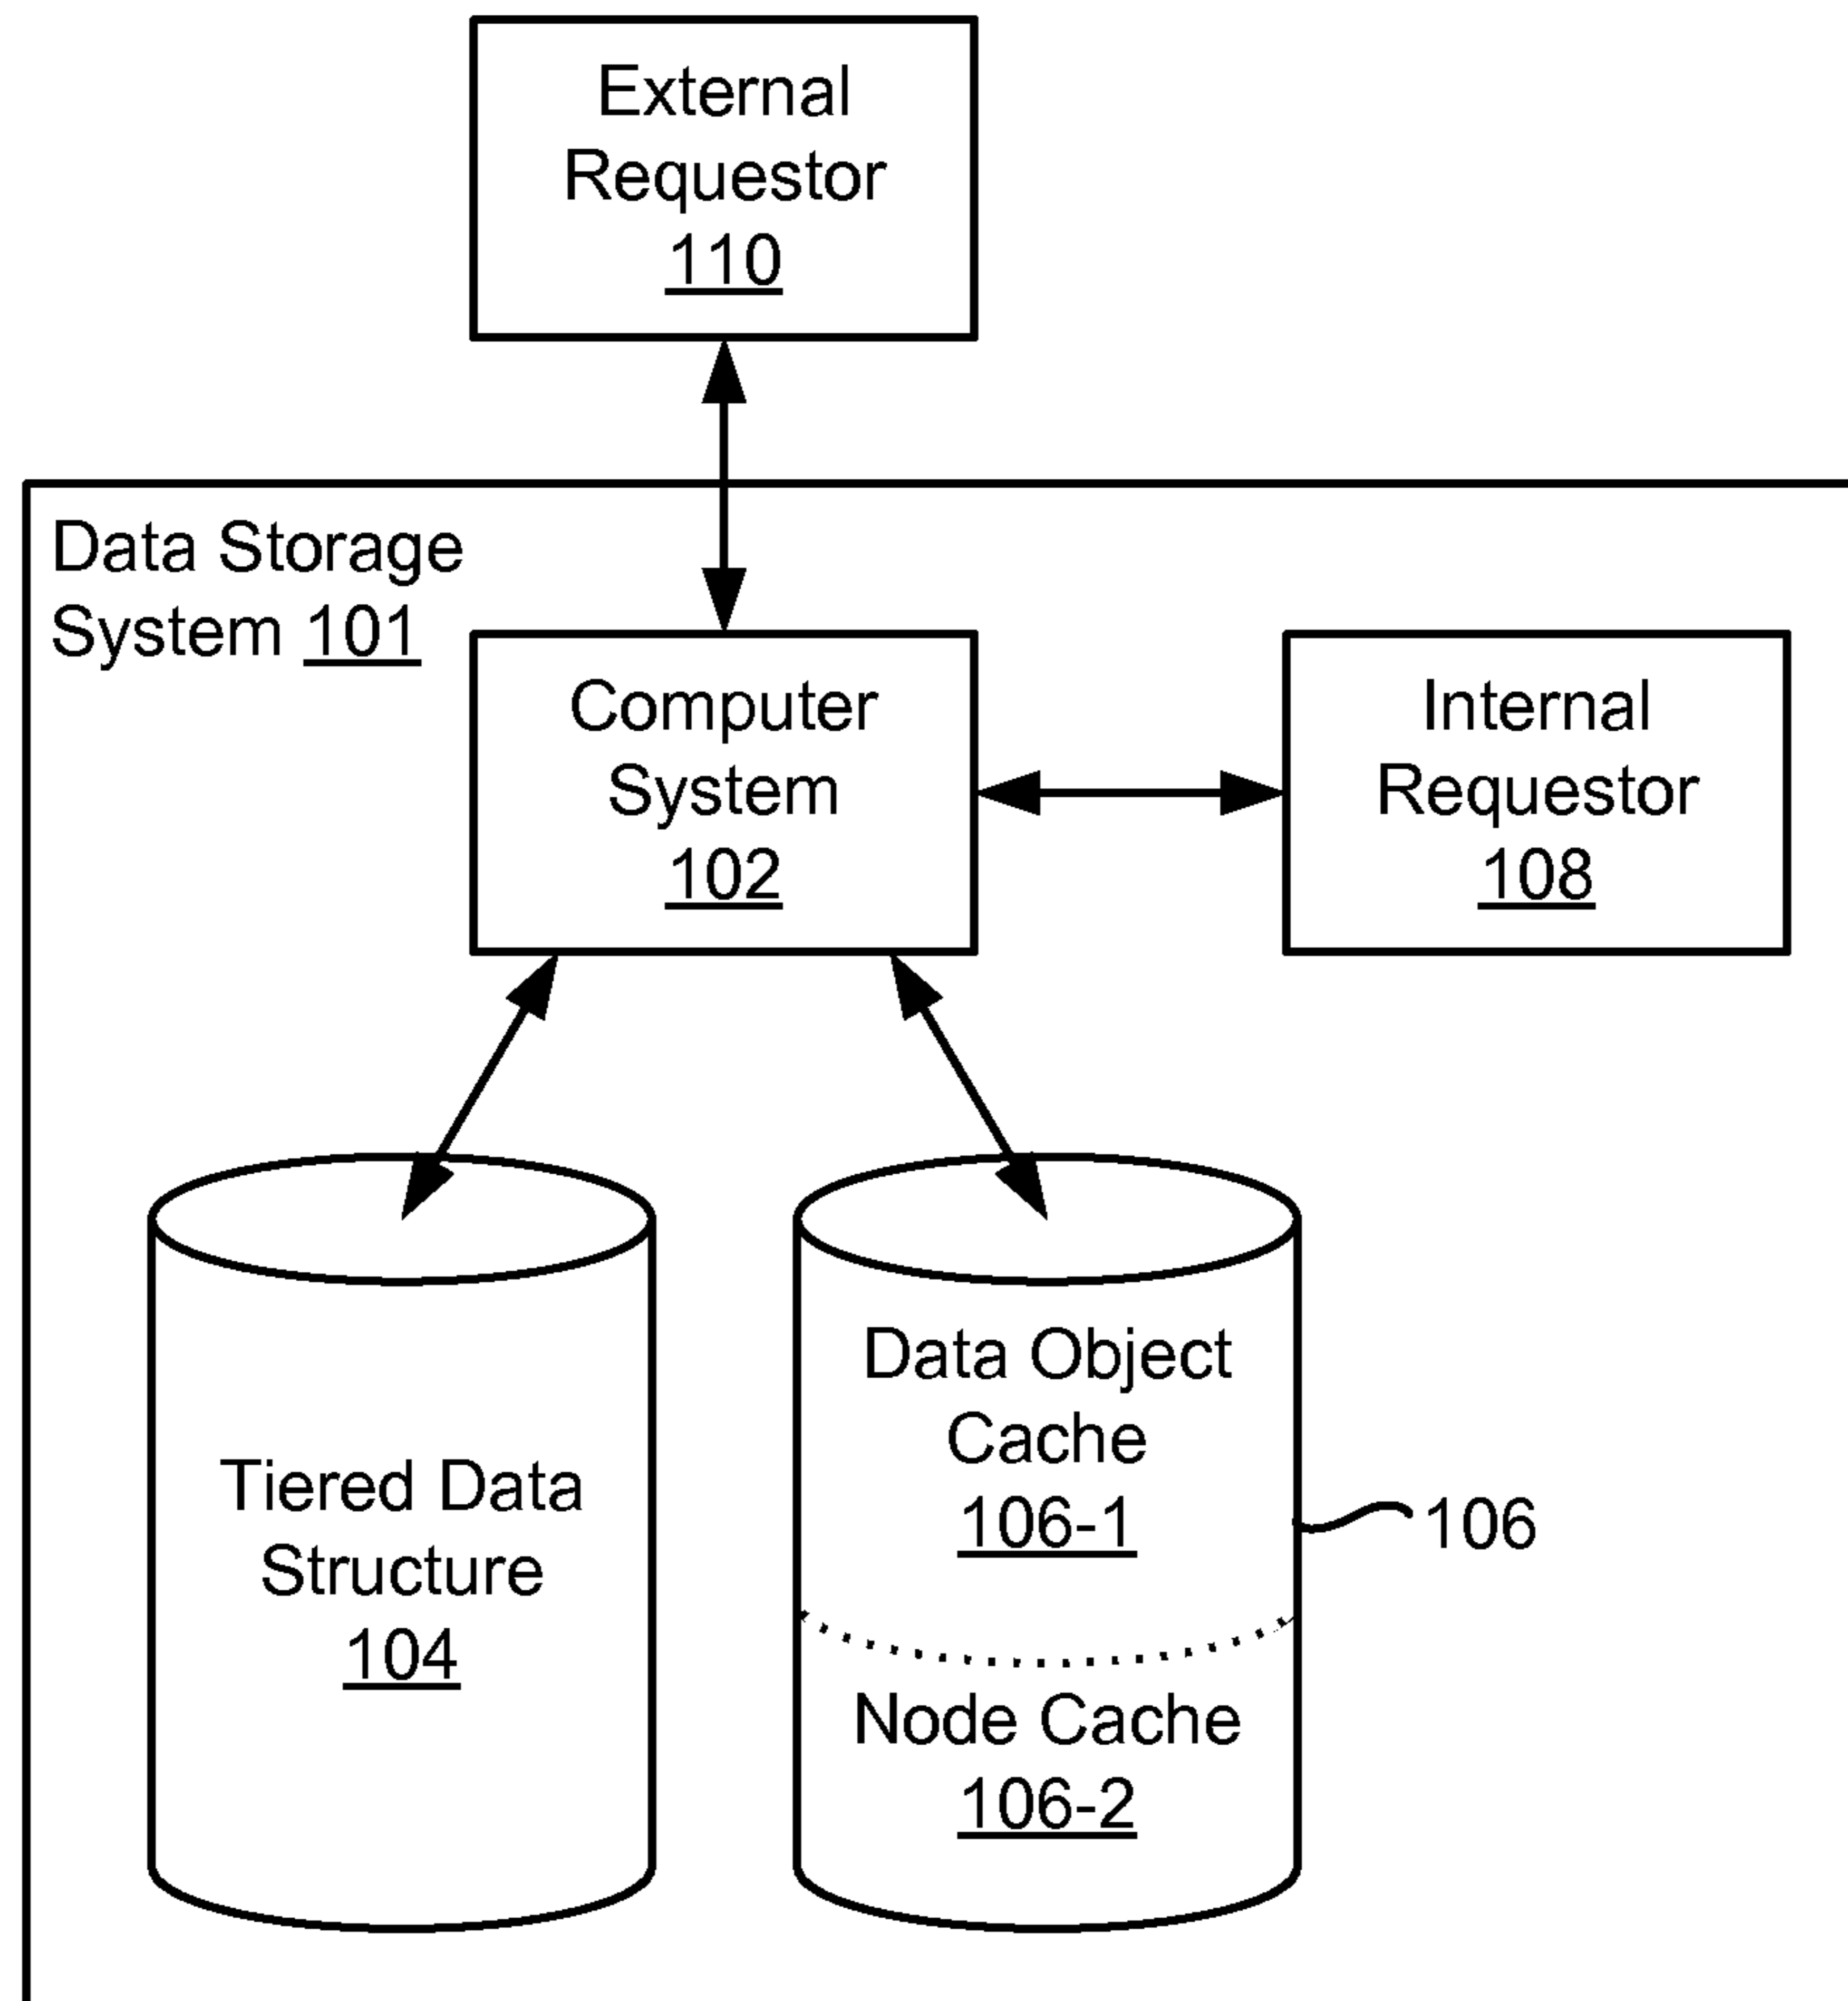 External
Requestor
110
Data Storage
System 101
Computer
System
102
Internal
Requestor
108
Tiered Data
Structure
104
Data Object
Cache
106-1
106
Node Cache
106-2